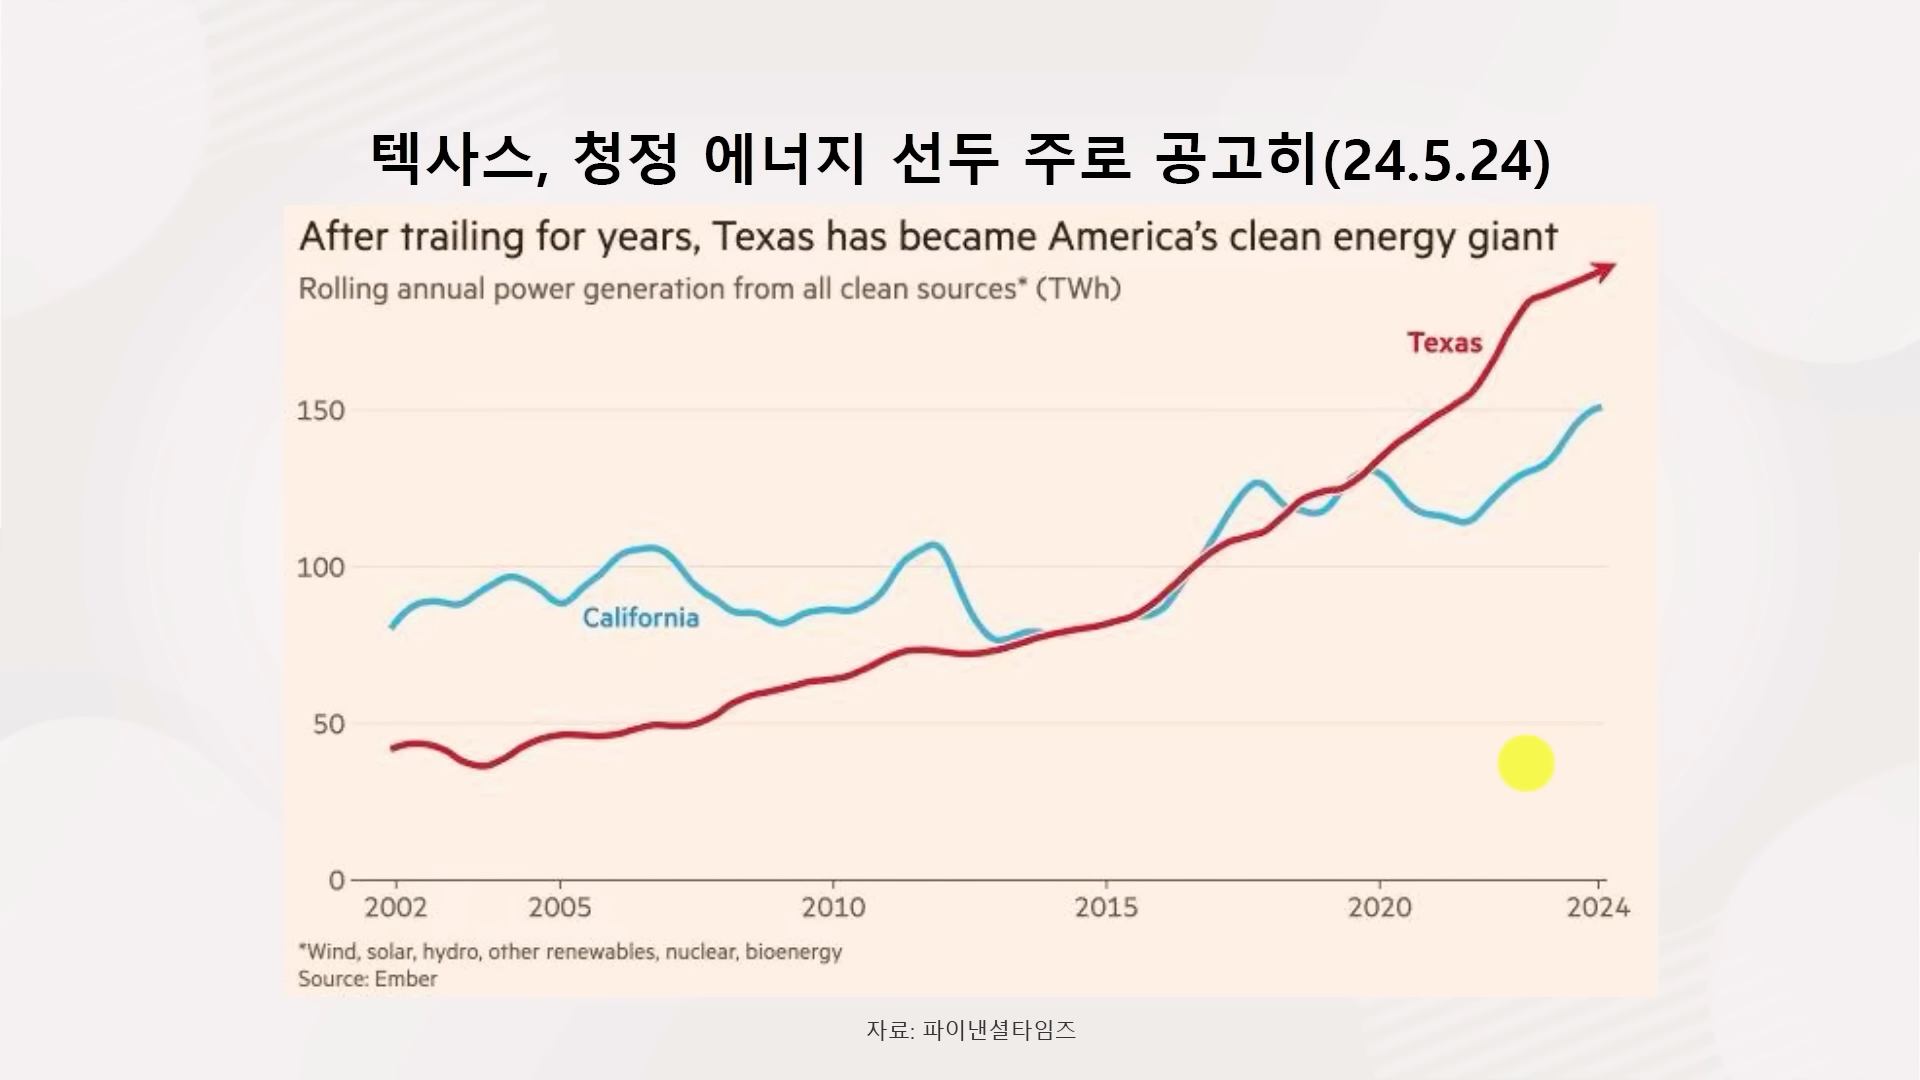 텍사스, 청정 에너지 선두 주로 공고히(24.5.24)
After trailing for years, Texas has became America's clean energy giant
Rolling annual power generation from all clean sources* (TWh)
Texas
150
100
California
50
0
2002 2005 2010 2015 2020 2024
*Wind, solar, hydro, other renewables, nuclear, bioenergy
Source: Ember
자료: 파이낸셜타임즈